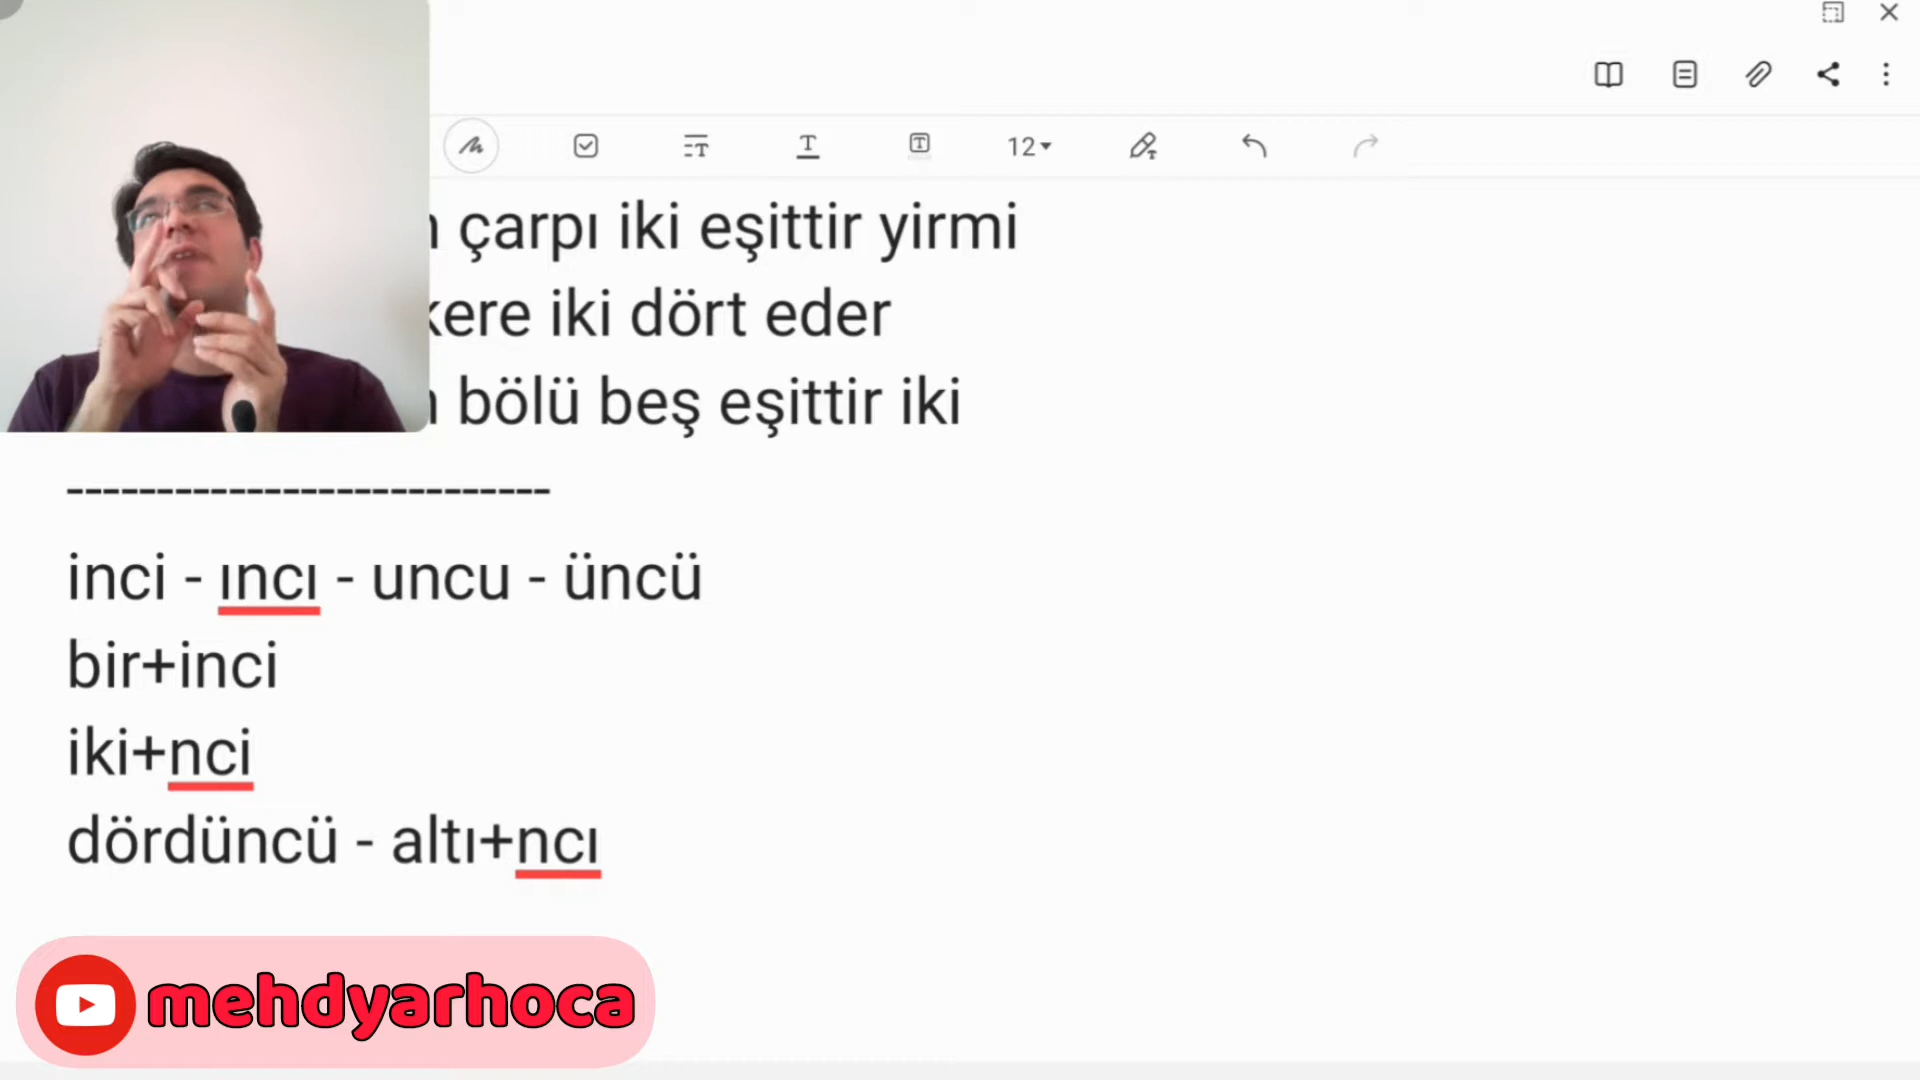 12
çarpı iki eşittir yirmi
kere iki dört eder
bölü beş eşittir iki
---------------------------
inci - ıncı - uncu - üncü
bir+inci
iki+nci
dördüncü - altı+ncı
mehdyarhoca